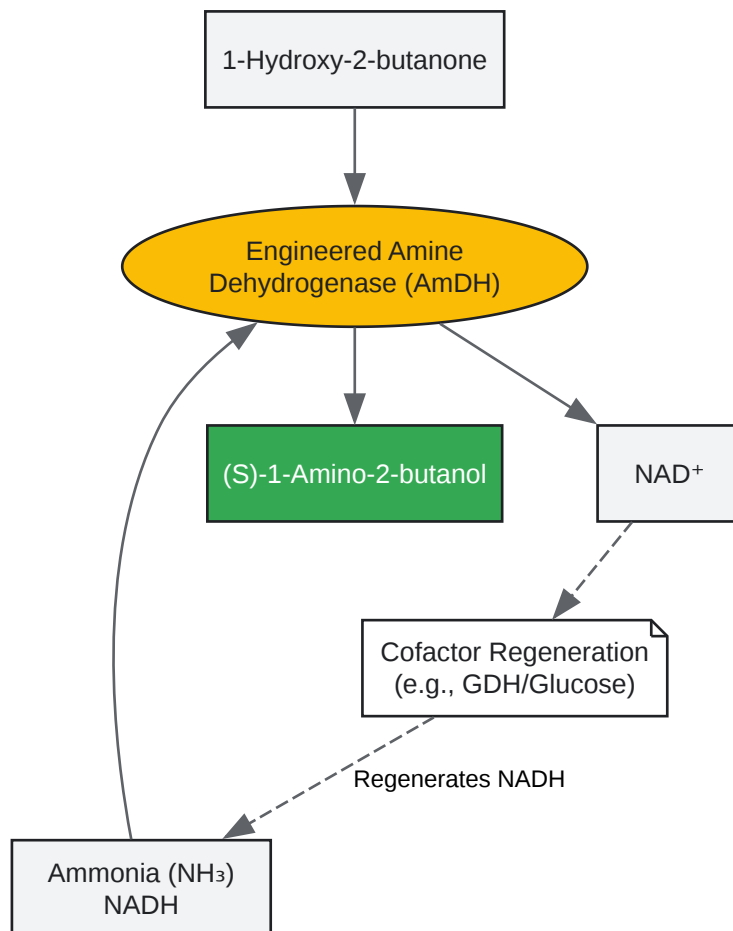 1-Hydroxy-2-butanone
Engineered Amine
Dehydrogenase (AmDH)
(S)-1-Amino-2-butanol
NAD⁺
Cofactor Regeneration
(e.g., GDH/Glucose)
Regenerates NADH
Ammonia (NH₃)
NADH